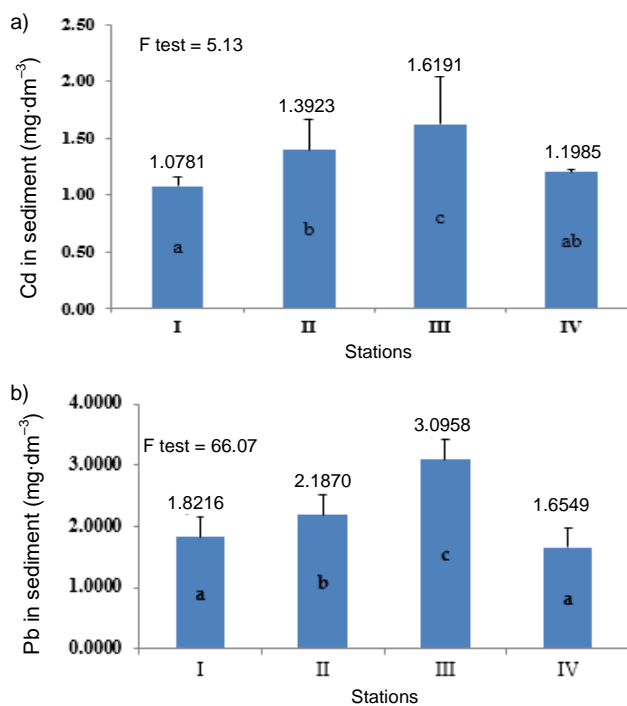 a)
Cd in sediment (mg·dm−3)
2.50
2.00
1.50
1.00
0.50
0.00
F test = 5.13
1.0781
1.3923
1.6191
1.1985
a
b
c
ab
I II III IV
Stations
b)
Pb in sediment (mg·dm−3)
4.0000
3.0000
2.0000
1.0000
0.0000
F test = 66.07
1.8216
2.1870
3.0958
1.6549
a
b
c
a
I II III IV
Stations